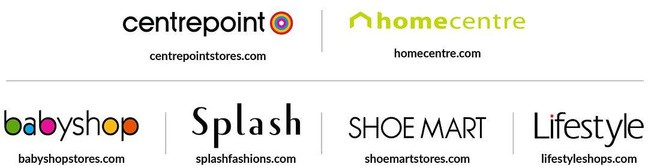 centrepoint
centrepointstores.com
homecentre
homecentre.com
babyshop
babyshopstores.com
Splash
splashfashions.com
SHOE MART
shoemartstores.com
Lifestyle
lifestyleshops.com